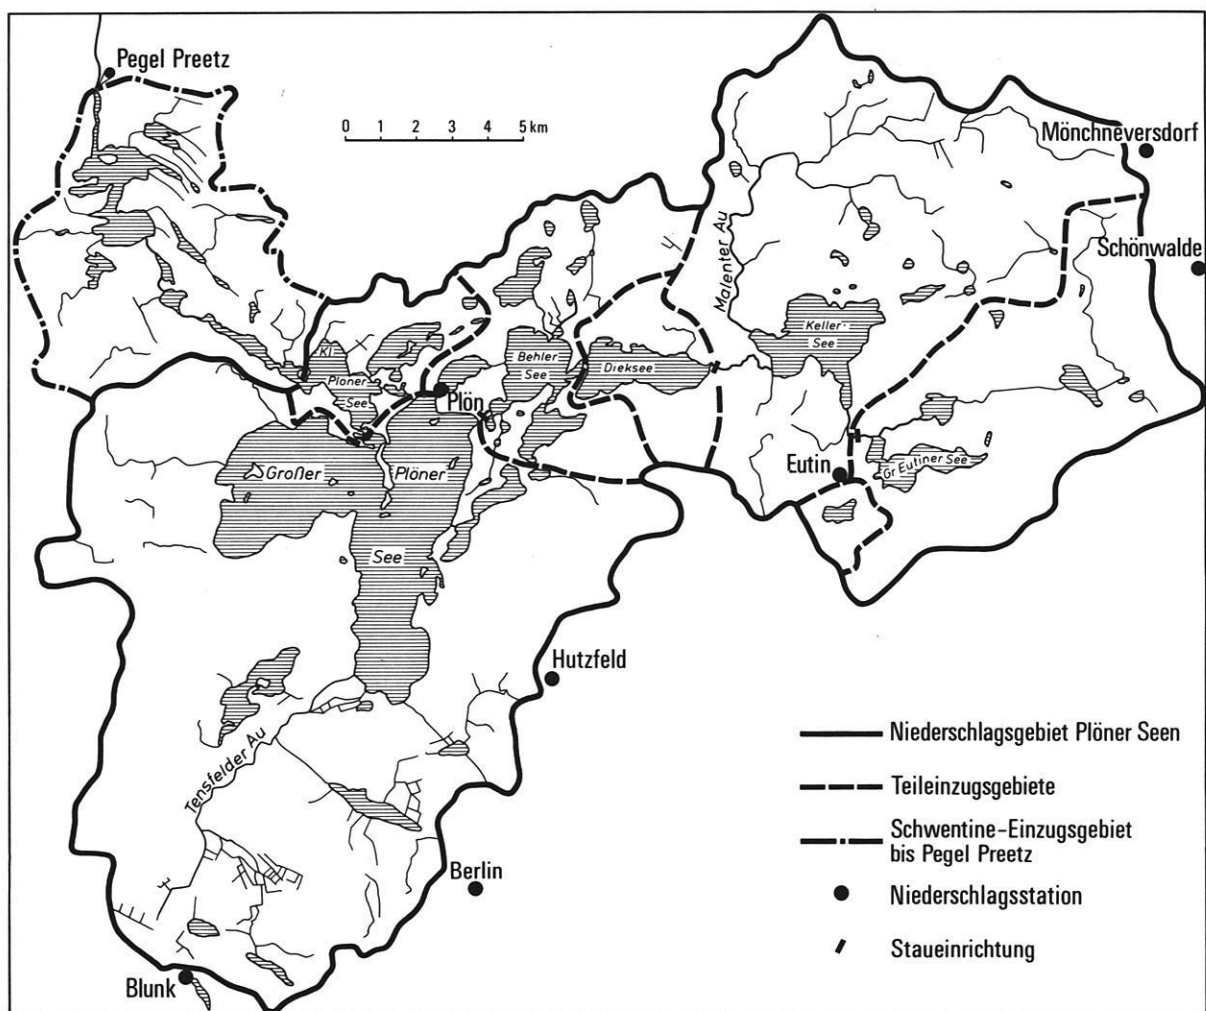 Pegel Preetz
0 1 2 3 4 5 km
Mönchneversdorf
Schönwalde
Malenter Au
Keller-
See
Kl.
Plöner
See
Behler
See
Dieksee
Plön
Eutin
Gr Eutiner See
Großer
Plöner
See
Hutzfeld
Tensfelder Au
Berlin
Blunk
Niederschlagsgebiet Plöner Seen
Teileinzugsgebiete
Schwentine-Einzugsgebiet
bis Pegel Preetz
Niederschlagsstation
Staueinrichtung